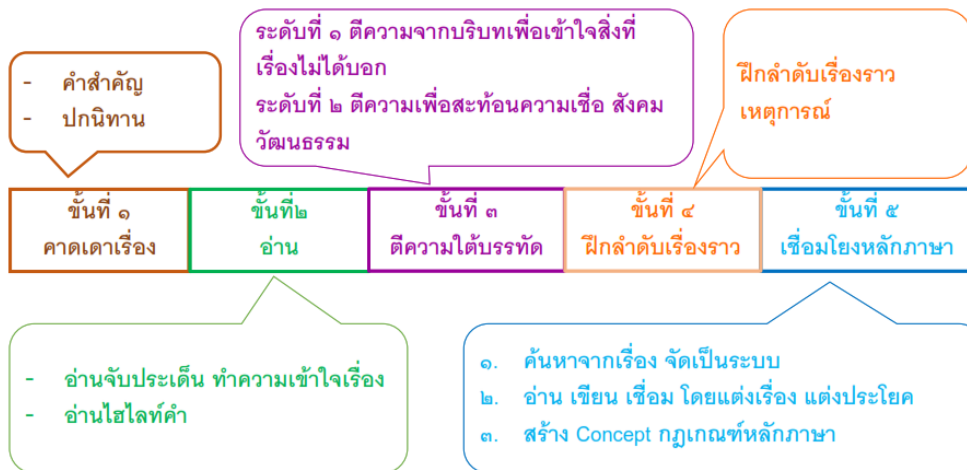 - คำสำคัญ
- ปกนิทาน
ระดับที่ ๑ ตีความจากบริบทเพื่อเข้าใจสิ่งที่
เรื่องไม่ได้บอก
ระดับที่ ๒ ตีความเพื่อสะท้อนความเชื่อ สังคม
วัฒนธรรม
ฝึกลำดับเรื่องราว
เหตุการณ์
ขั้นที่ ๑
คาดเดาเรื่อง
ขั้นที่๒
อ่าน
ขั้นที่ ๓
ตีความใต้บรรทัด
ขั้นที่ ๔
ฝึกลำดับเรื่องราว
ขั้นที่ ๕
เชื่อมโยงหลักภาษา
- อ่านจับประเด็น ทำความเข้าใจเรื่อง
- อ่านไฮไลท์คำ
๑. ค้นหาจากเรื่อง จัดเป็นระบบ
๒. อ่าน เขียน เชื่อม โดยแต่งเรื่อง แต่งประโยค
๓. สร้าง Concept กฎเกณฑ์หลักภาษา